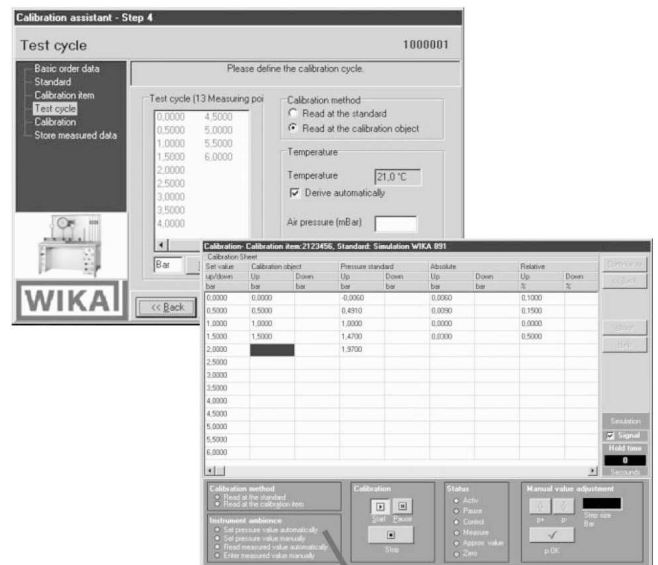 Calibration assistant - Step 4
Test cycle 1000001
Basic order data
Standard
Calibration item
Test cycle
Calibration
Store measured data
Please define the calibration cycle.
Test cycle (13 Measuring poi
0,0000 4,5000
0,5000 5,0000
1,0000 5,5000
1,5000 6,0000
2,0000
2,5000
3,0000
3,5000
4,0000
Bar
Calibration method
Read at the standard
Read at the calibration object
Temperature
Temperature 21,0 °C
Derive automatically
Air pressure (mBar)
WIKA
<< Back
Calibration- Calibration item:2123456, Standard: Simulation WIKA 891
Calibration Sheet
Set value Calibration object Pressure standard Absolute Relative
up/down Up Down Up Down Up Down Up Down
bar bar bar bar bar bar bar % %
0,0000 0,0000 -0,0060 0,0060 0,1000
0,5000 0,5000 0,4910 0,0090 0,1500
1,0000 1,0000 1,0000 0,0000 0,0000
1,5000 1,5000 1,4700 0,0300 0,5000
2,0000 1,9700
2,5000
3,0000
3,5000
4,0000
4,5000
5,0000
5,5000
6,0000
<< Back
Simulation
Signal
Hold time
0
Calibration method
Read at the standard
Read at the calibration item
Instrument ambience
Set pressure value automatically
Set pressure value manually
Read measured value automatically
Enter measured value manually
Calibration
Start Pause
Stop
Status
Activ
Pause
Control
Measure
Approx. value
Zero
Manual value adjustment
p+ p-
Step size
Bar
p.OK